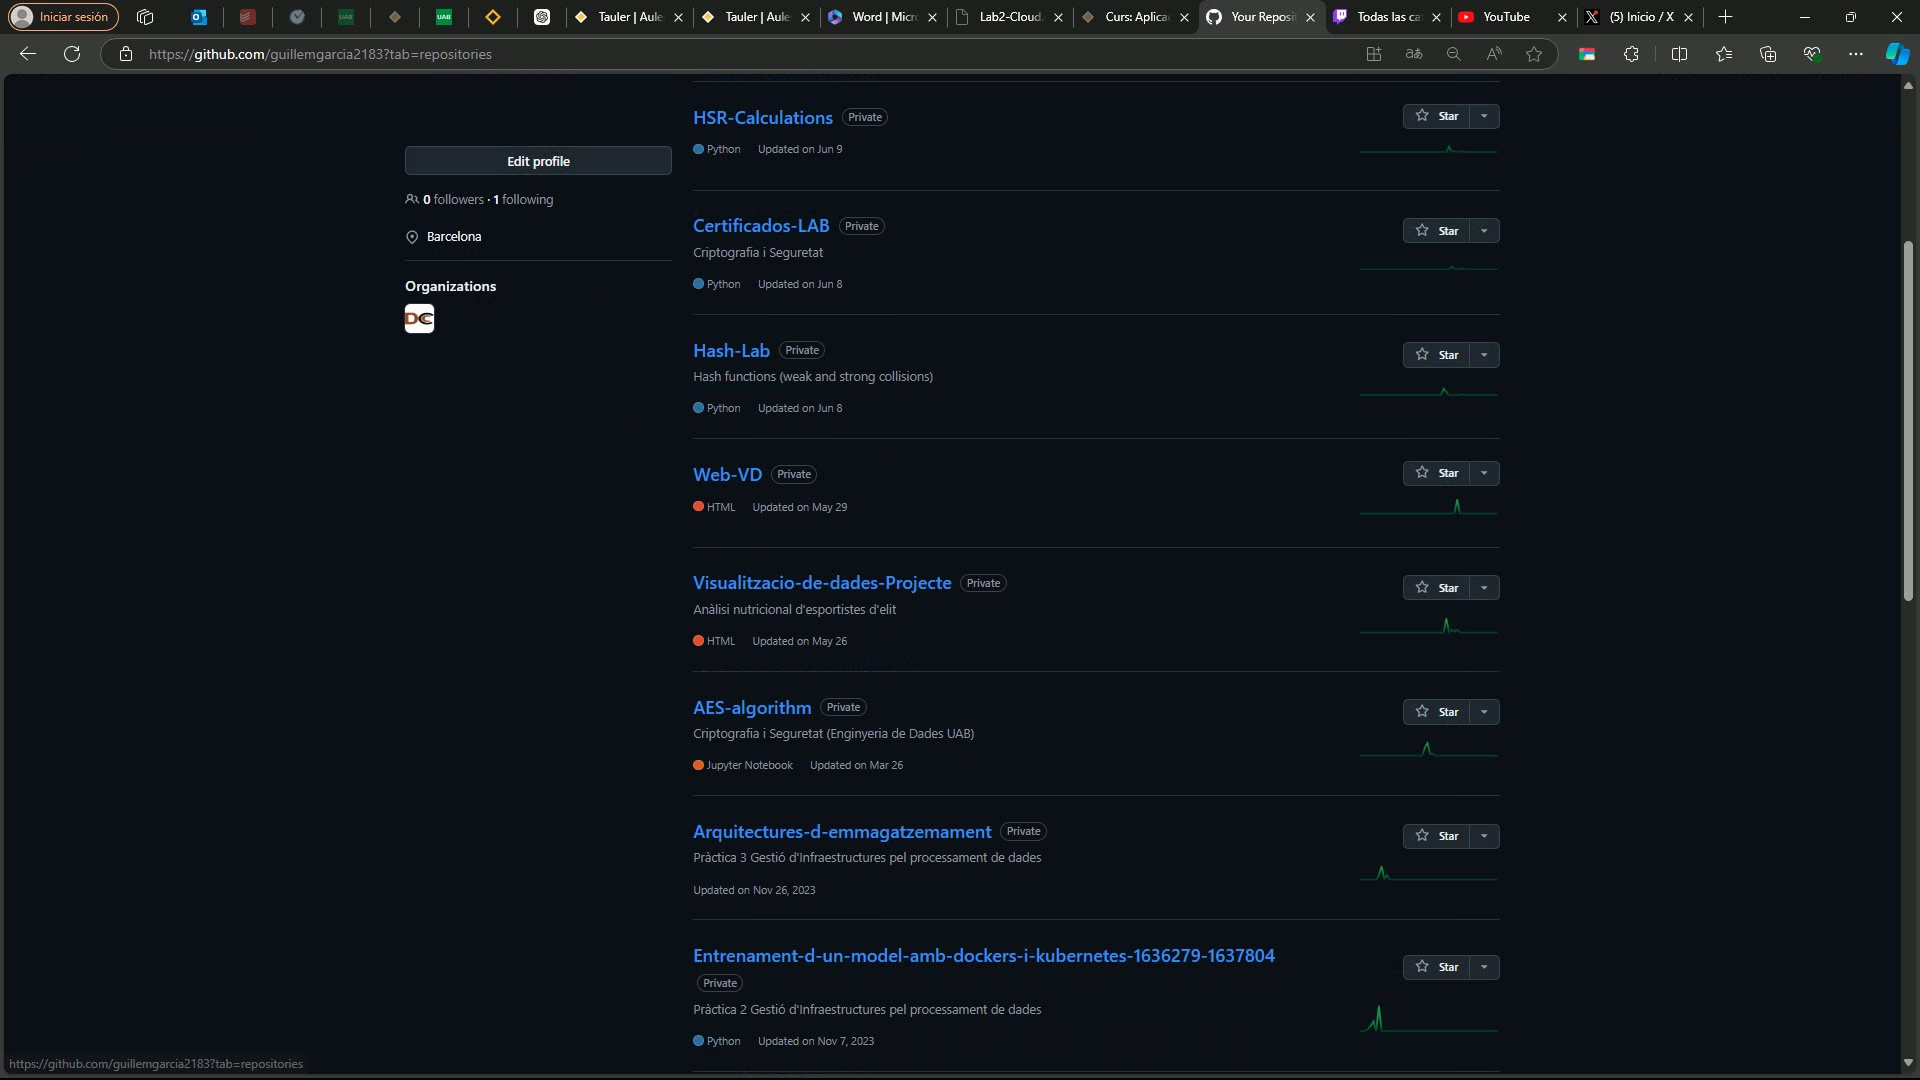 Iniciar sesión
UAB
UAB
Tauler | Aule
Tauler | Aule
Word | Micr
Lab2-Cloud.
Curs: Aplica
Your Reposit
Todas las ca
YouTube
(5) Inicio / X
https://github.com/guillemgarcia2183?tab=repositories
HSR-Calculations Private
Star
Python Updated on Jun 9
Edit profile
0 followers · 1 following
Barcelona
Organizations
DC
Certificados-LAB Private
Star
Criptografia i Seguretat
Python Updated on Jun 8
Hash-Lab Private
Star
Hash functions (weak and strong collisions)
Python Updated on Jun 8
Web-VD Private
Star
HTML Updated on May 29
Visualitzacio-de-dades-Projecte Private
Star
Anàlisi nutricional d'esportistes d'elit
HTML Updated on May 26
AES-algorithm Private
Star
Criptografia i Seguretat (Enginyeria de Dades UAB)
Jupyter Notebook Updated on Mar 26
Arquitectures-d-emmagatzemament Private
Star
Pràctica 3 Gestió d'Infraestructures pel processament de dades
Updated on Nov 26, 2023
Entrenament-d-un-model-amb-dockers-i-kubernetes-1636279-1637804
Star
Private
Pràctica 2 Gestió d'Infraestructures pel processament de dades
Python Updated on Nov 7, 2023
https://github.com/guillemgarcia2183?tab=repositories